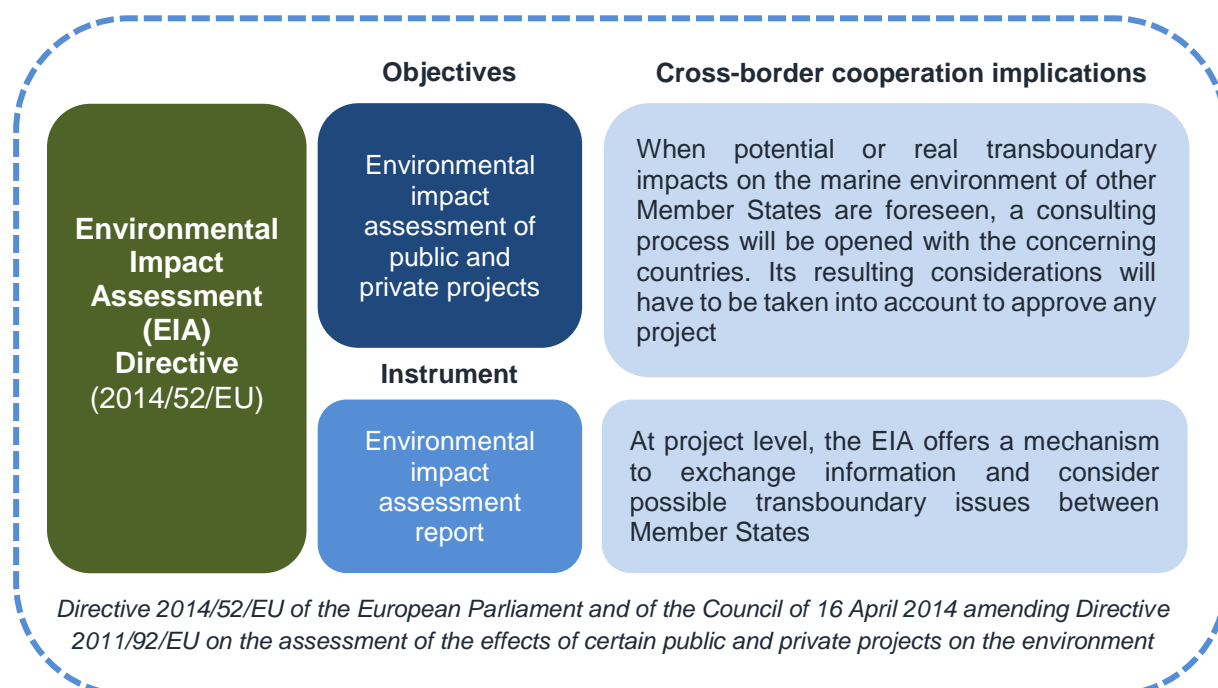 Objectives
Cross-border cooperation implications
Environmental
Impact
Assessment
(EIA)
Directive
(2014/52/EU)
Environmental
impact
assessment of
public and
private projects
When potential or real transboundary
impacts on the marine environment of other
Member States are foreseen, a consulting
process will be opened with the concerning
countries. Its resulting considerations will
have to be taken into account to approve any
project
Instrument
Environmental
impact
assessment
report
At project level, the EIA offers a mechanism
to exchange information and consider
possible transboundary issues between
Member States
Directive 2014/52/EU of the European Parliament and of the Council of 16 April 2014 amending Directive
2011/92/EU on the assessment of the effects of certain public and private projects on the environment